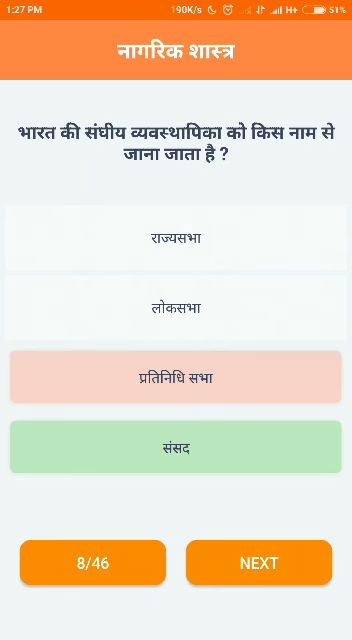 1:27 PM 190K/s H+ 51%
नागरिक शास्त्र
भारत की संघीय व्यवस्थापिका को किस नाम से
जाना जाता है ?
राज्यसभा
लोकसभा
प्रतिनिधि सभा
संसद
8/46 NEXT